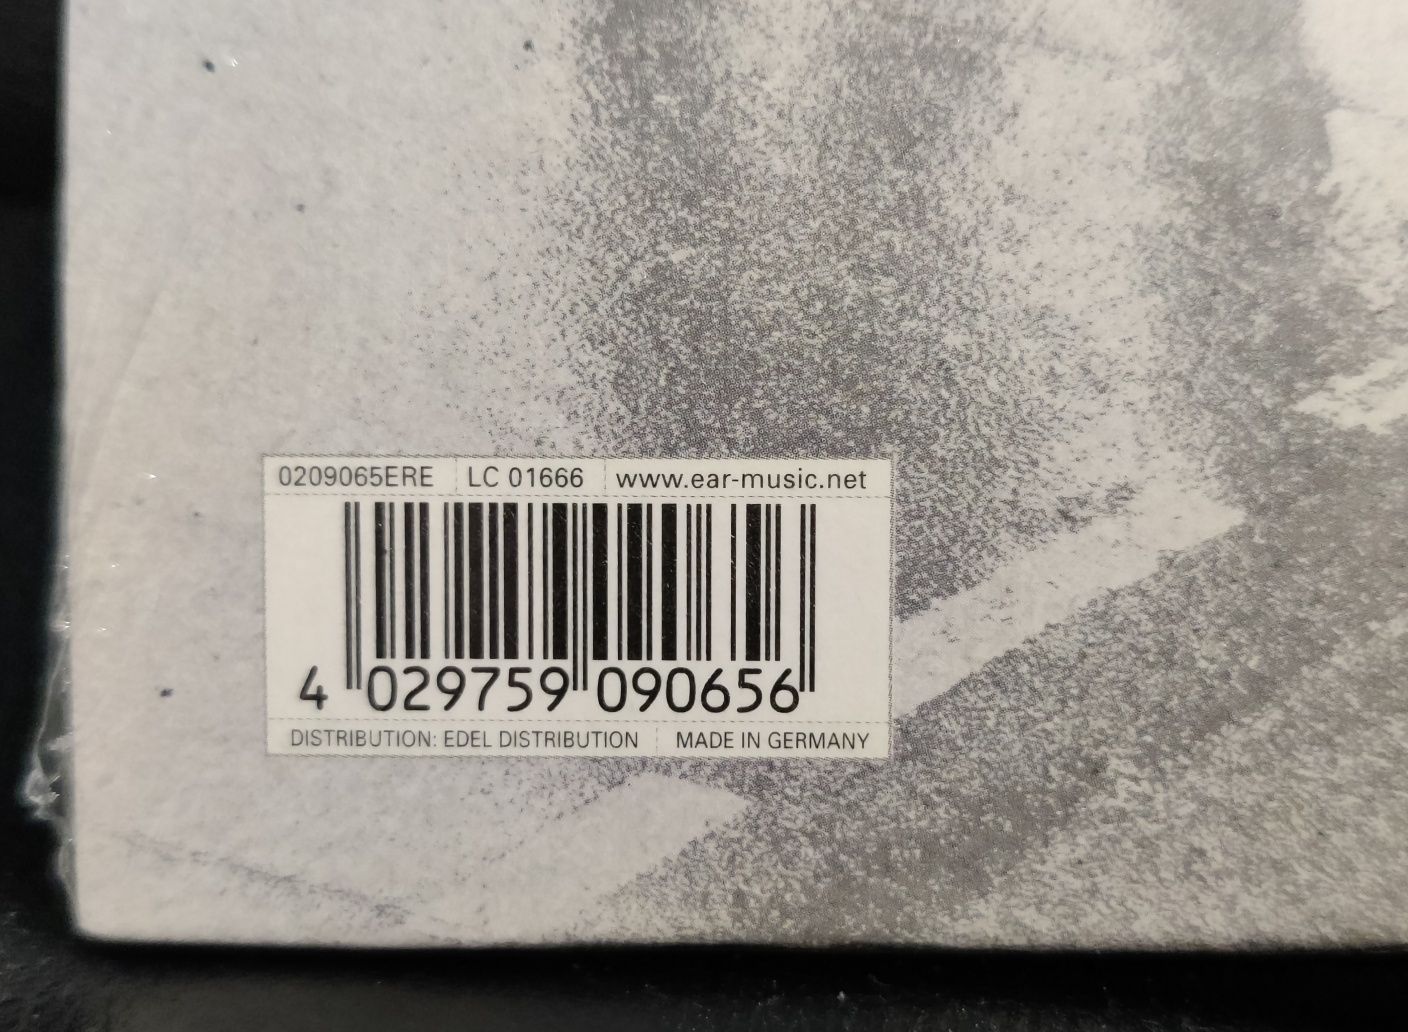 0209065ERE LC 01666 www.ear-music.net
4 029759 090656
DISTRIBUTION: EDEL DISTRIBUTION MADE IN GERMANY